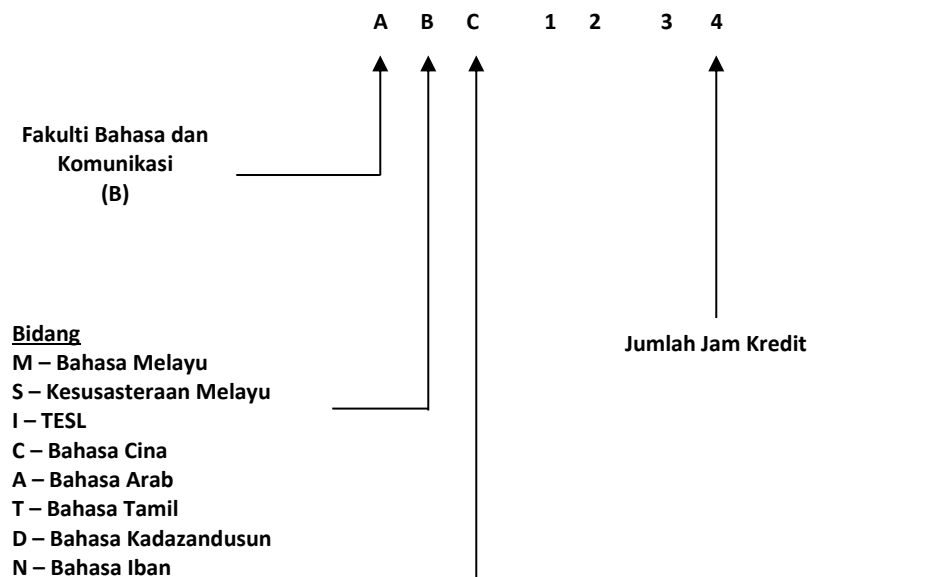 A B C 1 2 3 4
Fakulti Bahasa dan
Komunikasi
(B)
Bidang
M – Bahasa Melayu
S – Kesusasteraan Melayu
I – TESL
C – Bahasa Cina
A – Bahasa Arab
T – Bahasa Tamil
D – Bahasa Kadazandusun
N – Bahasa Iban
Jumlah Jam Kredit